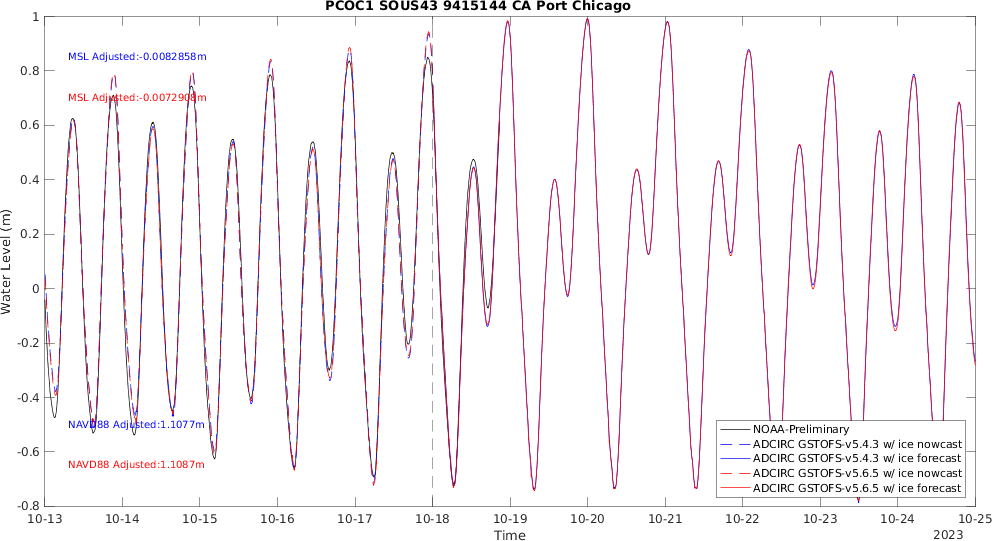 PCOC1 SOUS43 9415144 CA Port Chicago
MSL Adjusted:-0.0082858m
MSL Adjusted:-0.0072908m
NAVD88 Adjusted:1.1077m
NAVD88 Adjusted:1.1087m
Water Level (m)
1
0.8
0.6
0.4
0.2
0
-0.2
-0.4
-0.6
-0.8
NOAA-Preliminary
ADCIRC GSTOFS-v5.4.3 w/ ice nowcast
ADCIRC GSTOFS-v5.4.3 w/ ice forecast
ADCIRC GSTOFS-v5.6.5 w/ ice nowcast
ADCIRC GSTOFS-v5.6.5 w/ ice forecast
10-13 10-14 10-15 10-16 10-17 10-18 10-19 10-20 10-21 10-22 10-23 10-24 10-25
Time
2023